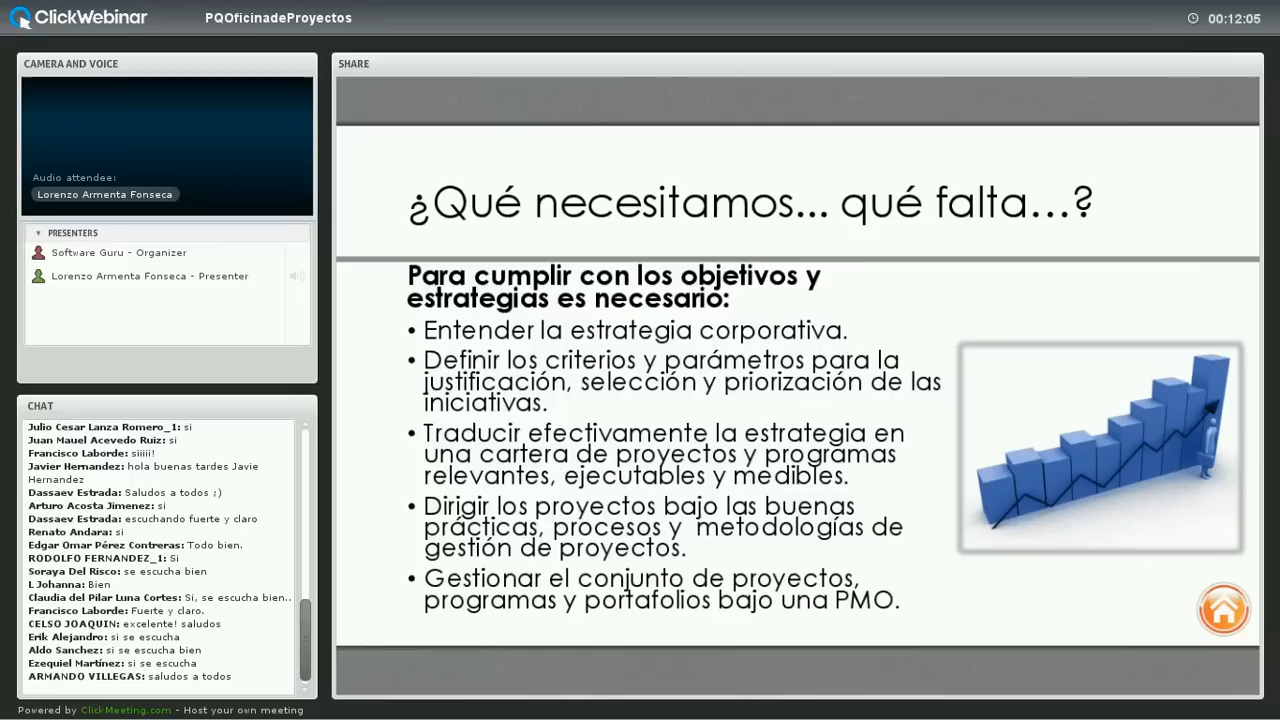 ClickWebinar
PQOficinadeProyectos
00:12:05
CAMERA AND VOICE
Audio attendee:
Lorenzo Armenta Fonseca
PRESENTERS
Software Guru - Organizer
Lorenzo Armenta Fonseca - Presenter
CHAT
Julio Cesar Lanza Romero_1: si
Juan Mauel Acevedo Ruiz: si
Francisco Laborde: siiiii!
Javier Hernandez: hola buenas tardes Javie
Hernandez
Dassaev Estrada: Saludos a todos ;)
Arturo Acosta Jimenez: si
Dassaev Estrada: escuchando fuerte y claro
Renato Andara: si
Edgar Omar Pérez Contreras: Todo bien.
RODOLFO FERNANDEZ_1: Si
Soraya Del Risco: se escucha bien
L Johanna: Bien
Claudia del Pilar Luna Cortes: Si, se escucha bien..
Francisco Laborde: Fuerte y claro.
CELSO JOAQUIN: excelente! saludos
Erik Alejandro: si se escucha
Aldo Sanchez: si se escucha bien
Ezequiel Martínez: si se escucha
ARMANDO VILLEGAS: saludos a todos
SHARE
¿Qué necesitamos... qué falta...?
Para cumplir con los objetivos y
estrategias es necesario:
• Entender la estrategia corporativa.
• Definir los criterios y parámetros para la
justificación, selección y priorización de las
iniciativas.
• Traducir efectivamente la estrategia en
una cartera de proyectos y programas
relevantes, ejecutables y medibles.
• Dirigir los proyectos bajo las buenas
prácticas, procesos y metodologías de
gestión de proyectos.
• Gestionar el conjunto de proyectos,
programas y portafolios bajo una PMO.
Powered by ClickMeeting.com - Host your own meeting